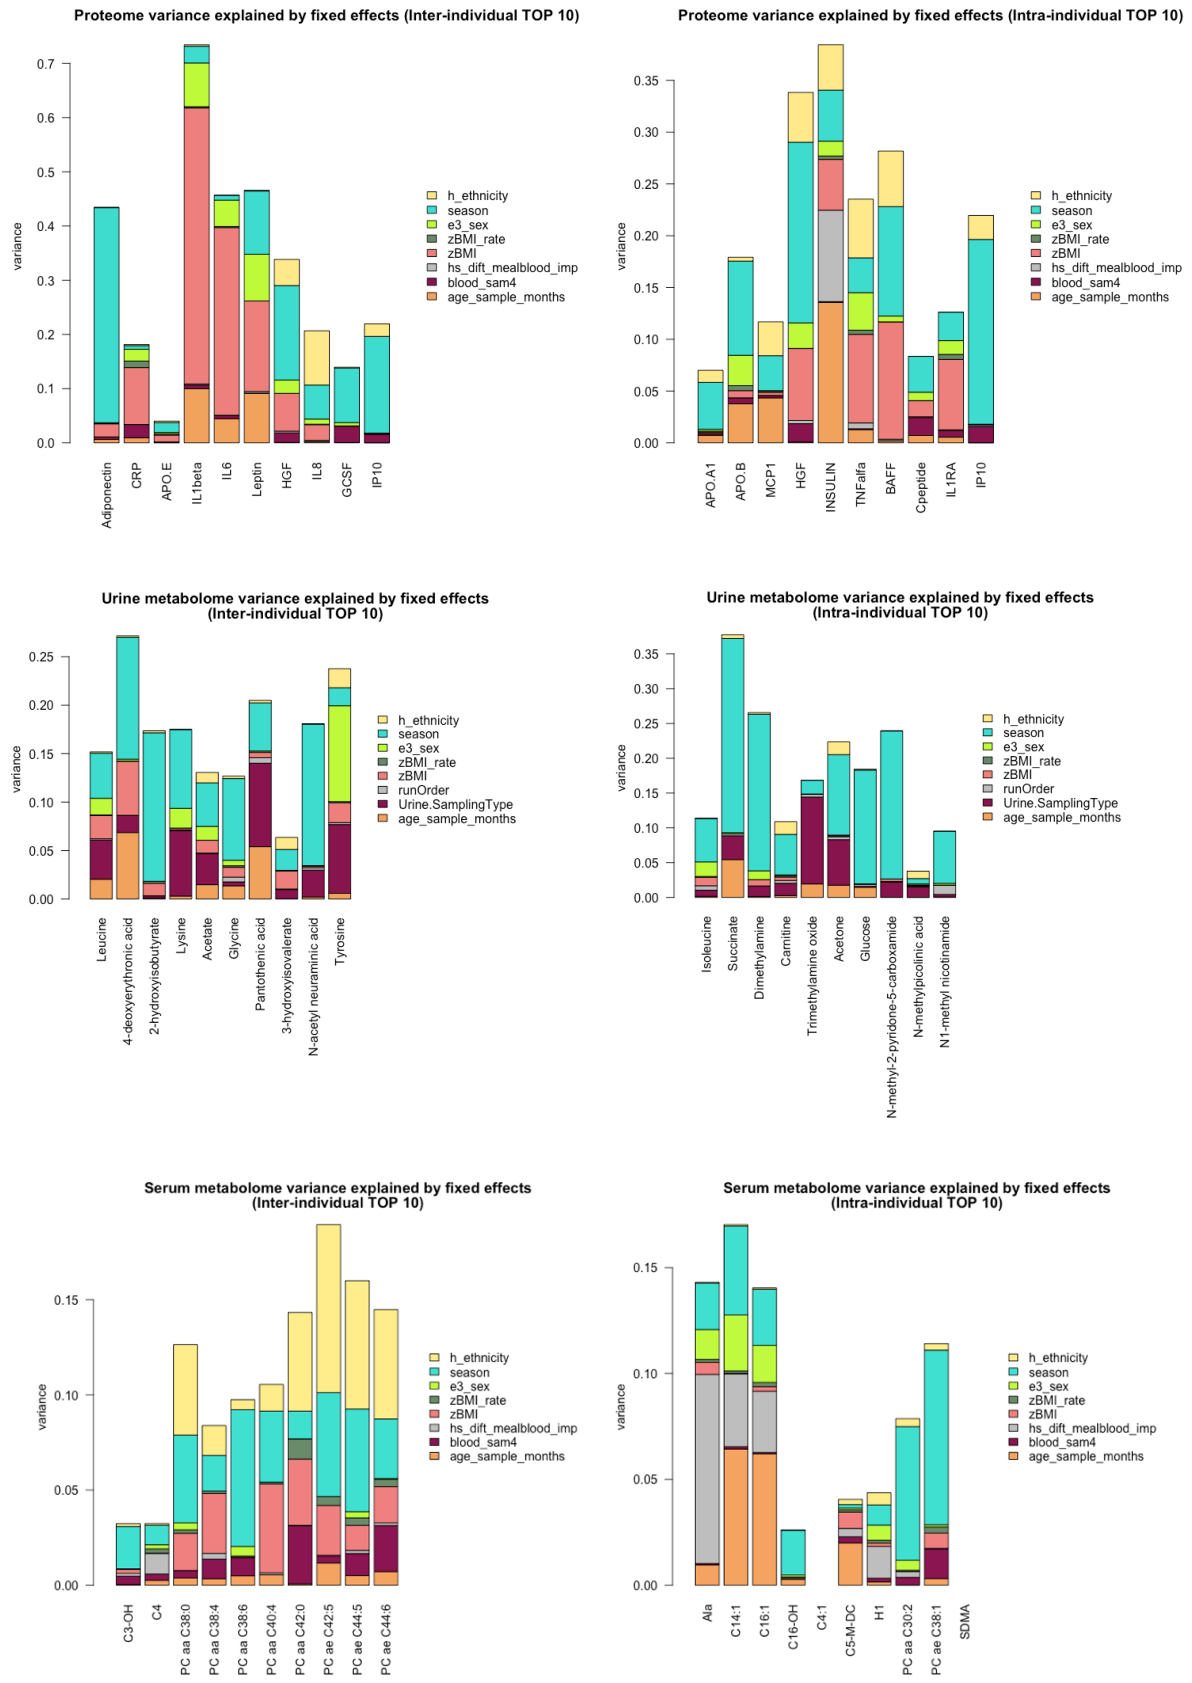 Proteome variance explained by fixed effects (Inter-individual TOP 10)
variance
0.7
0.6
0.5
0.4
0.3
0.2
0.1
0.0
Adiponectin
CRP
APO.E
IL1beta
IL6
Leptin
HGF
IL8
GCSF
IP10
h_ethnicity
season
e3_sex
zBMI_rate
zBMI
hs_dift_mealblood_imp
blood_sam4
age_sample_months
Proteome variance explained by fixed effects (Intra-individual TOP 10)
variance
0.35
0.30
0.25
0.20
0.15
0.10
0.05
0.00
APO.A1
APO.B
MCP1
HGF
INSULIN
TNFalfa
BAFF
Cpeptide
IL1RA
IP10
h_ethnicity
season
e3_sex
zBMI_rate
zBMI
hs_dift_mealblood_imp
blood_sam4
age_sample_months
Urine metabolome variance explained by fixed effects
(Inter-individual TOP 10)
variance
0.25
0.20
0.15
0.10
0.05
0.00
Leucine
4-deoxyerythronic acid
2-hydroxyisobutyrate
Lysine
Acetate
Glycine
Pantothenic acid
3-hydroxyisovalerate
N-acetyl neuraminic acid
Tyrosine
h_ethnicity
season
e3_sex
zBMI_rate
zBMI
runOrder
Urine.SamplingType
age_sample_months
Urine metabolome variance explained by fixed effects
(Intra-individual TOP 10)
variance
0.35
0.30
0.25
0.20
0.15
0.10
0.05
0.00
Isoleucine
Succinate
Dimethylamine
Carnitine
Trimethylamine oxide
Acetone
Glucose
N-methyl-2-pyridone-5-carboxamide
N-methylpicolinic acid
N1-methyl nicotinamide
h_ethnicity
season
e3_sex
zBMI_rate
zBMI
runOrder
Urine.SamplingType
age_sample_months
Serum metabolome variance explained by fixed effects
(Inter-individual TOP 10)
variance
0.15
0.10
0.05
0.00
C3-OH
C4
PC aa C38:0
PC aa C38:4
PC aa C38:6
PC aa C40:4
PC aa C42:0
PC ae C42:5
PC ae C44:5
PC ae C44:6
h_ethnicity
season
e3_sex
zBMI_rate
zBMI
hs_dift_mealblood_imp
blood_sam4
age_sample_months
Serum metabolome variance explained by fixed effects
(Intra-individual TOP 10)
variance
0.15
0.10
0.05
0.00
Ala
C14:1
C16:1
C16-OH
C4:1
C5-M-DC
H1
PC aa C30:2
PC ae C38:1
SDMA
h_ethnicity
season
e3_sex
zBMI_rate
zBMI
hs_dift_mealblood_imp
blood_sam4
age_sample_months